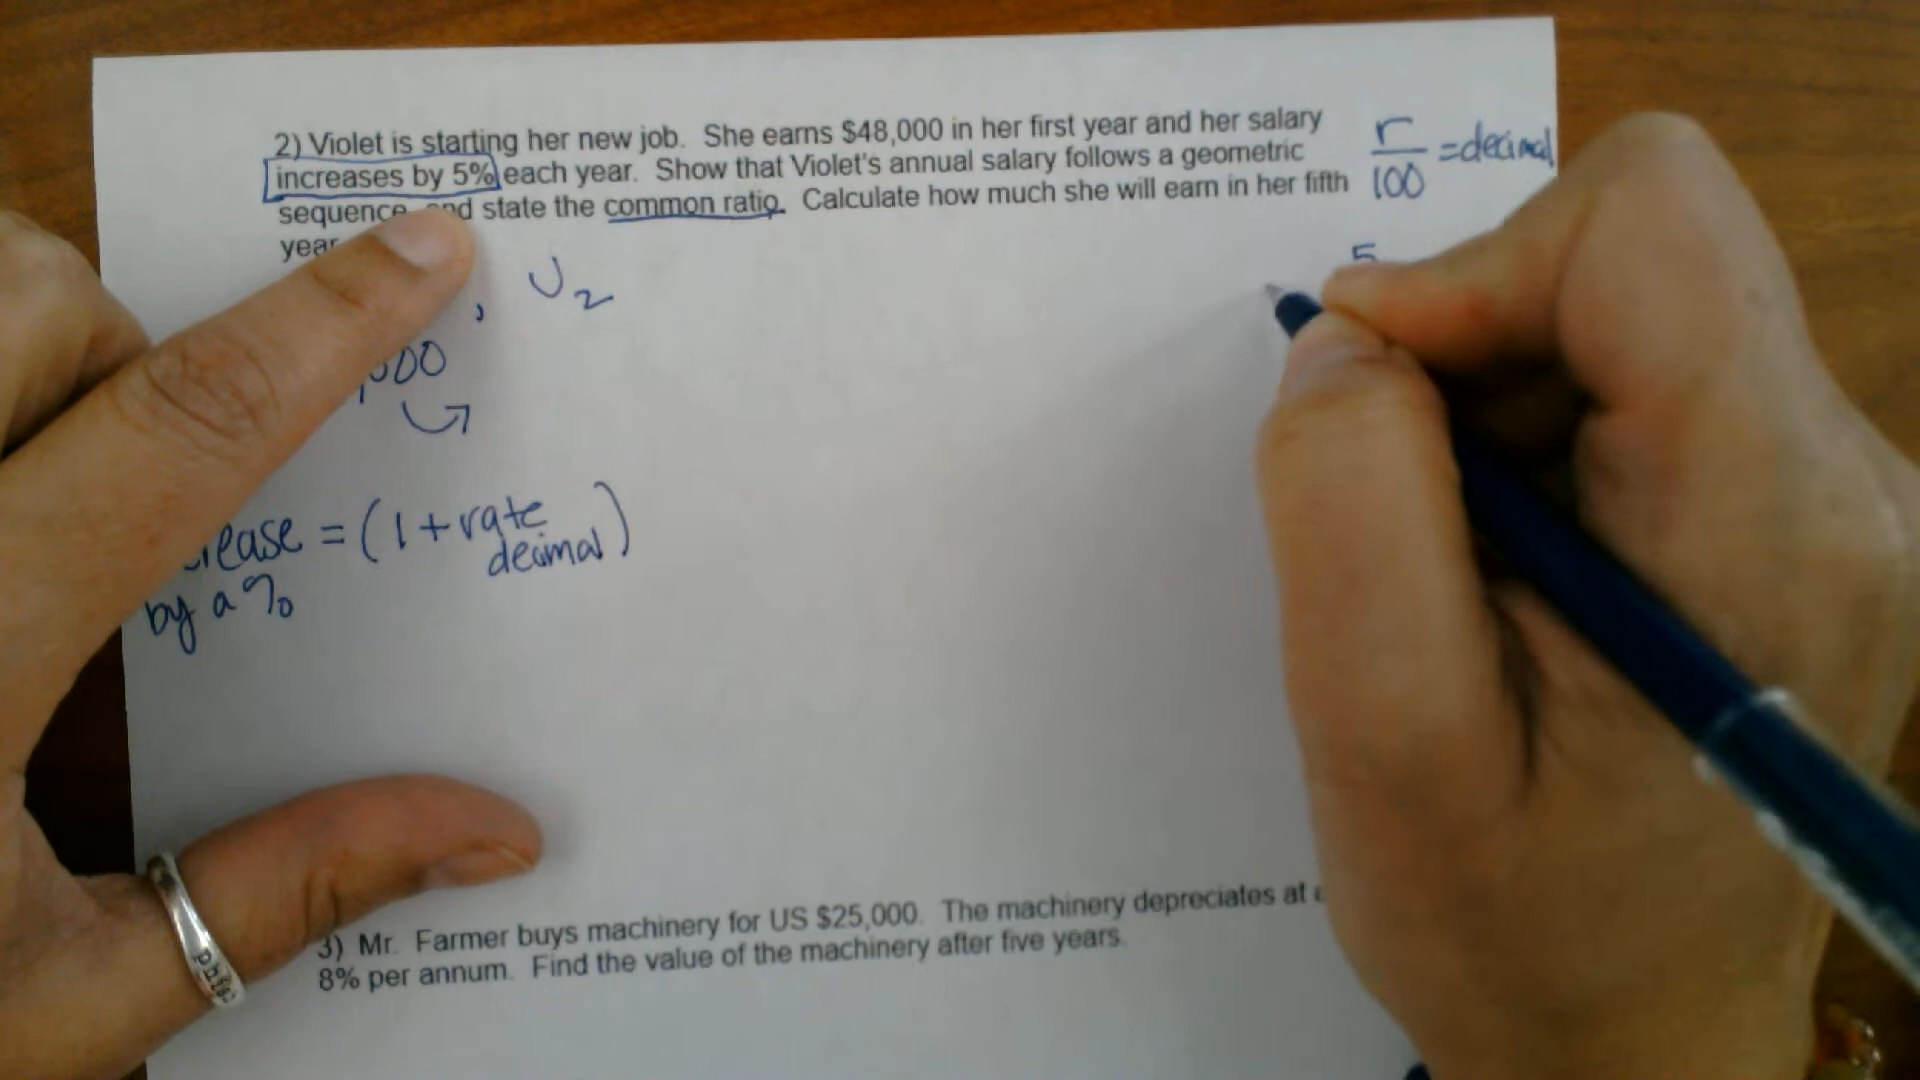 2) Violet is starting her new job. She earns $48,000 in her first year and her salary
increases by 5% each year. Show that Violet's annual salary follows a geometric
sequence and state the common ratio. Calculate how much she will earn in her fifth
year
r
100 = decimal
5
, U2
,000
rease = (1 + rate
decimal)
by a %
3) Mr. Farmer buys machinery for US $25,000. The machinery depreciates at
8% per annum. Find the value of the machinery after five years.